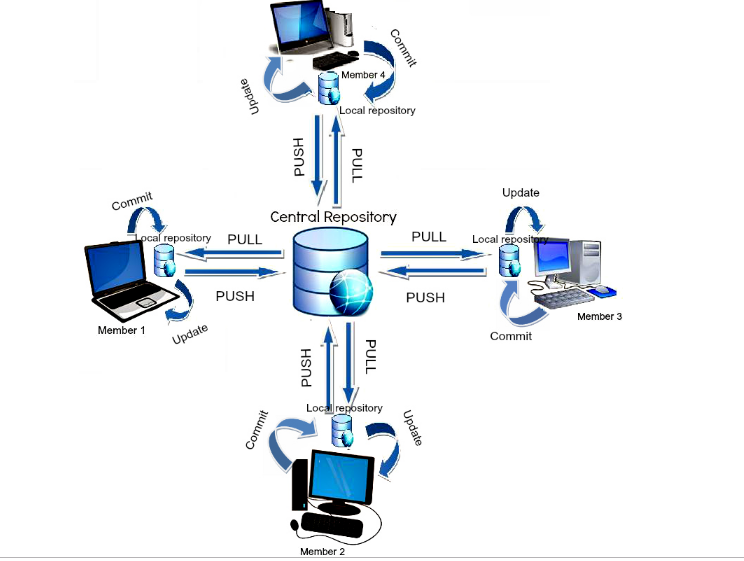 Commit
Member 4
Update
Local repository
PUSH
PULL
Central Repository
Commit
Local repository
PULL
PUSH
Member 1
Update
PULL
PUSH
Update
Local repository
Member 3
Commit
PUSH
PULL
Local repository
Commit
Update
Member 2